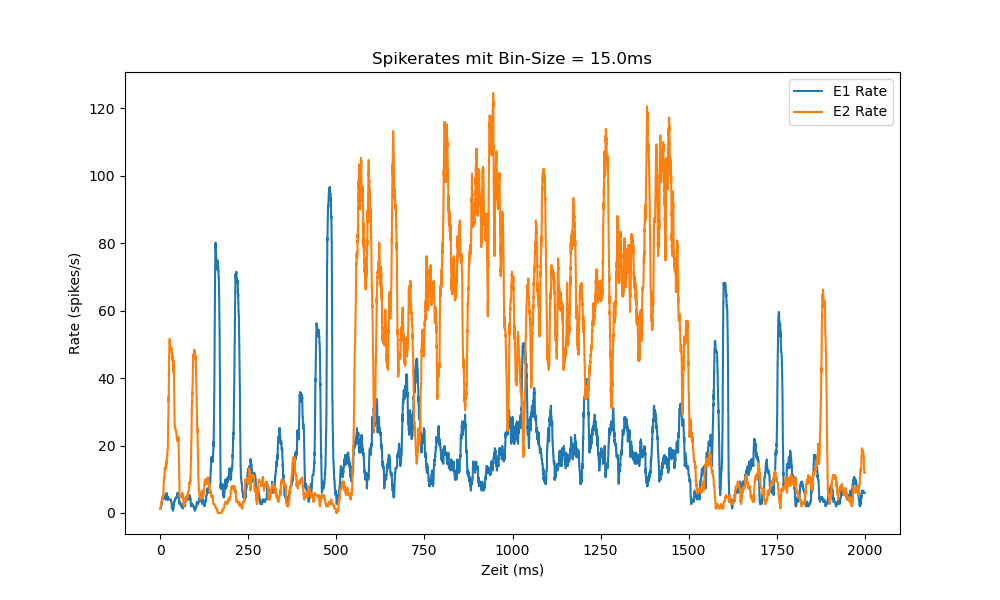 Spikerates mit Bin-Size = 15.0ms
E1 Rate
E2 Rate
120
100
80
60
40
20
0
Rate (spikes/s)
0 250 500 750 1000 1250 1500 1750 2000
Zeit (ms)